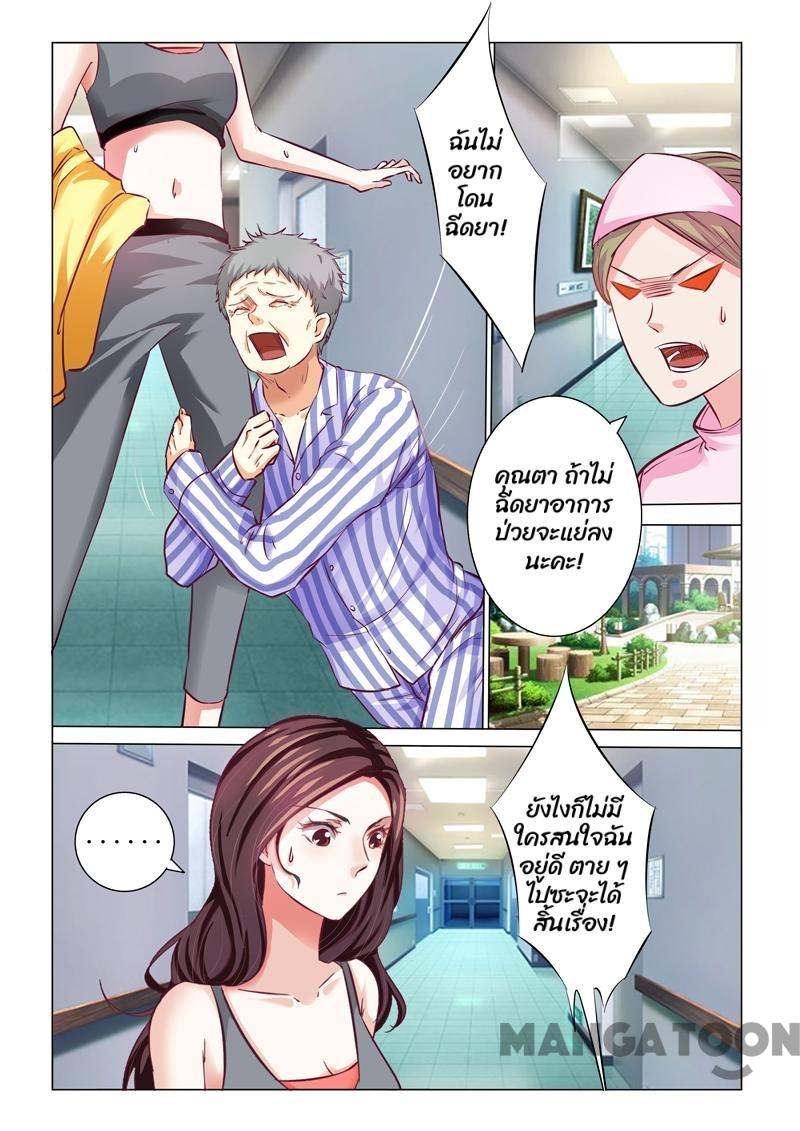 ฉันไม่
อยาก
โดน
ฉีดยา!
คุณตา ถ้าไม่
ฉีดยาอาการ
ป่วยจะแย่ลง
นะคะ!
......
ยังไงก็ไม่มี
ใครสนใจฉัน
อยู่ดี ตาย ๆ
ไปซะจะได้
สิ้นเรื่อง!
MANGATOON